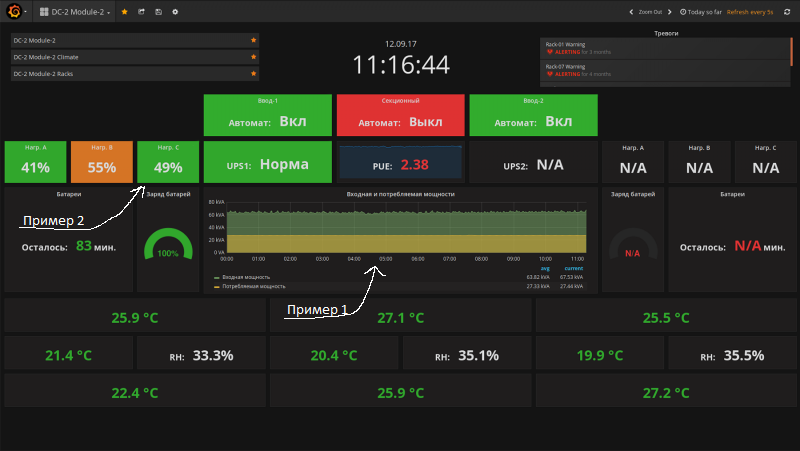 DC-2 Module-2
Zoom Out
Today so far
Refresh every 5s
DC-2 Module-2
DC-2 Module-2 Climate
DC-2 Module-2 Racks
12.09.17
11:16:44
Тревоги
Rack-01 Warning
ALERTING for 3 months
Rack-07 Warning
ALERTING for 4 months
Ввод-1
Автомат: Вкл
Секционный
Автомат: Выкл
Ввод-2
Автомат: Вкл
Нагр. A
41%
Нагр. B
55%
Нагр. C
49%
UPS1: Норма
PUE: 2.38
UPS2: N/A
Нагр. A
N/A
Нагр. B
N/A
Нагр. C
N/A
Батареи
Осталось: 83 мин.
Заряд батарей
100%
Пример 2
Входная и потребляемая мощности
80 kVA
60 kVA
40 kVA
20 kVA
0 VA
00:00 01:00 02:00 03:00 04:00 05:00 06:00 07:00 08:00 09:00 10:00 11:00
avg current
Входная мощность 63.82 kVA 67.53 kVA
Потребляемая мощность 27.33 kVA 27.44 kVA
Пример 1
Заряд батарей
N/A
Батареи
Осталось: N/A мин.
25.9 °C
27.1 °C
25.5 °C
21.4 °C
RH: 33.3%
20.4 °C
RH: 35.1%
19.9 °C
RH: 35.5%
22.4 °C
25.9 °C
27.2 °C